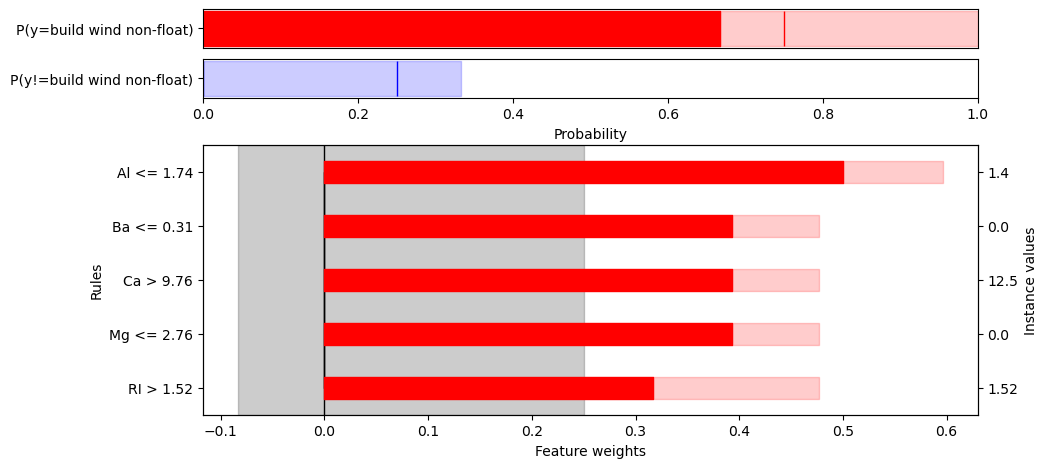 P(y=build wind non-float)
P(y!=build wind non-float)
0.0 0.2 0.4 0.6 0.8 1.0
Probability
Rules
Al <= 1.74 1.4
Ba <= 0.31 0.0
Ca > 9.76 12.5
Mg <= 2.76 0.0
RI > 1.52 1.52
Instance values
−0.1 0.0 0.1 0.2 0.3 0.4 0.5 0.6
Feature weights